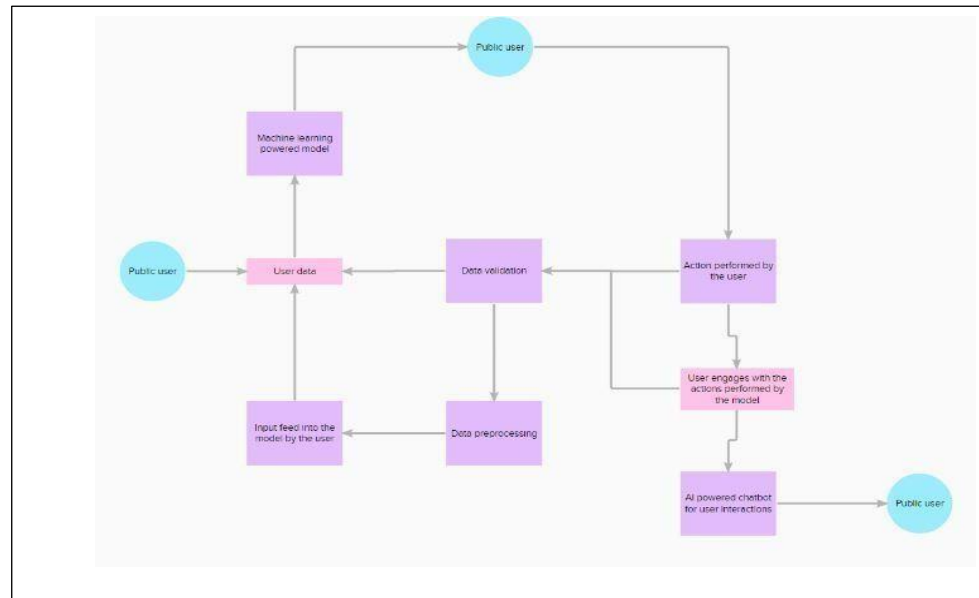 Public user
Machine learning
powered model
Public user
User data
Data validation
Action performed by
the user
User engages with the
actions performed by
the model
Input feed into the
model by the user
Data preprocessing
AI powered chatbot
for user interactions
Public user